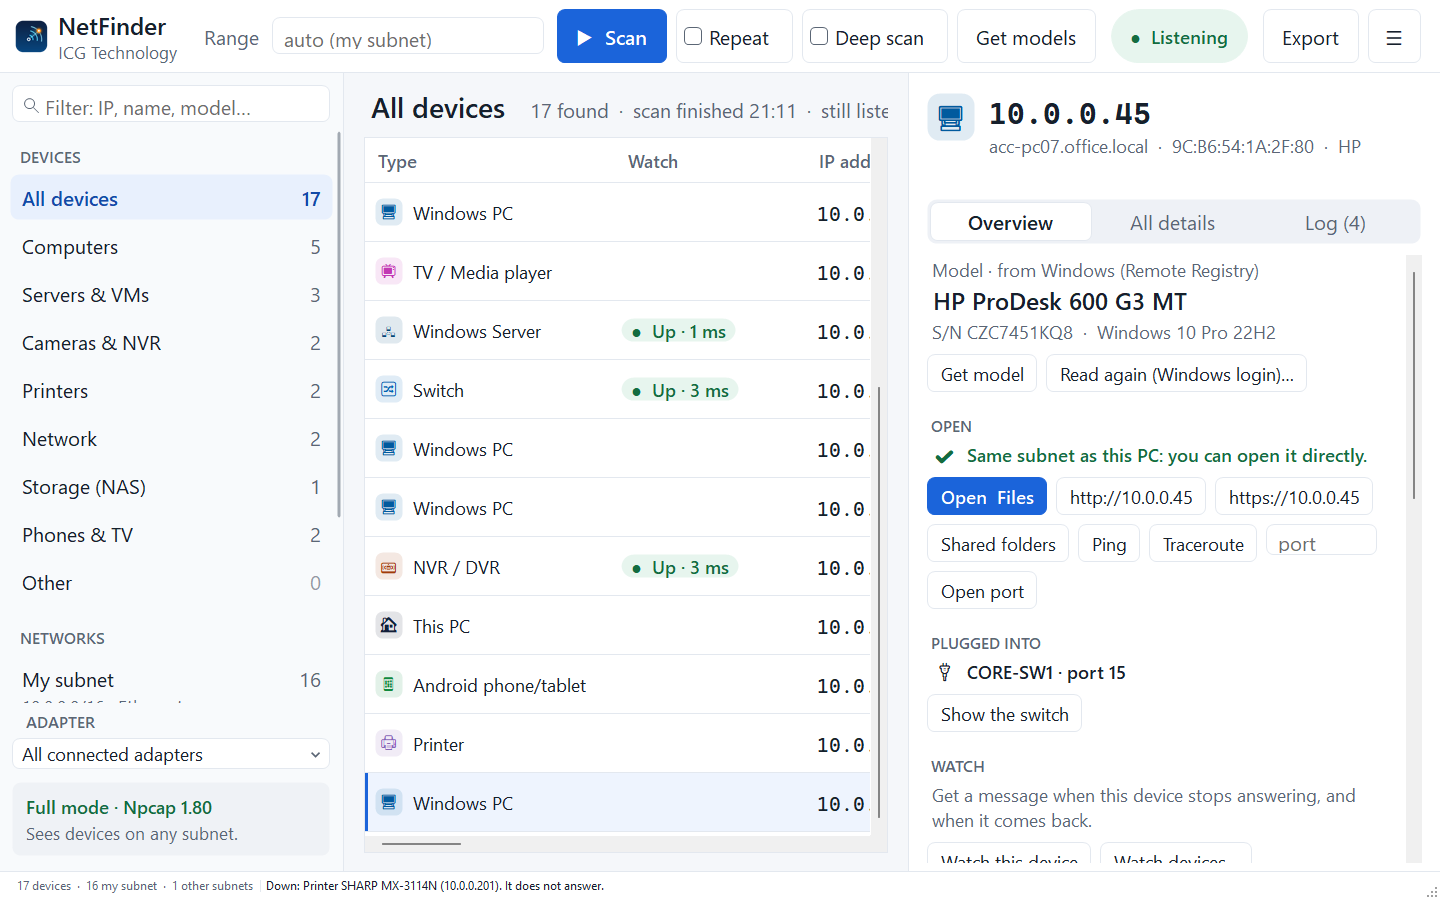 NetFinder
ICG Technology
Range
auto (my subnet)
Scan
Repeat
Deep scan
Get models
Listening
Export
Filter: IP, name, model...
DEVICES
All devices 17
Computers 5
Servers & VMs 3
Cameras & NVR 2
Printers 2
Network 2
Storage (NAS) 1
Phones & TV 2
Other 0
NETWORKS
My subnet 16
ADAPTER
All connected adapters
Full mode · Npcap 1.80
Sees devices on any subnet.
All devices 17 found · scan finished 21:11 · still liste
Type Watch IP add
Windows PC 10.0.
TV / Media player 10.0.
Windows Server Up · 1 ms 10.0.
Switch Up · 3 ms 10.0.
Windows PC 10.0.
Windows PC 10.0.
NVR / DVR Up · 3 ms 10.0.
This PC 10.0.
Android phone/tablet 10.0.
Printer 10.0.
Windows PC 10.0.
10.0.0.45
acc-pc07.office.local · 9C:B6:54:1A:2F:80 · HP
Overview All details Log (4)
Model · from Windows (Remote Registry)
HP ProDesk 600 G3 MT
S/N CZC7451KQ8 · Windows 10 Pro 22H2
Get model Read again (Windows login)...
OPEN
Same subnet as this PC: you can open it directly.
Open Files http://10.0.0.45 https://10.0.0.45
Shared folders Ping Traceroute port
Open port
PLUGGED INTO
CORE-SW1 · port 15
Show the switch
WATCH
Get a message when this device stops answering, and
when it comes back.
Watch this device Watch devices...
17 devices · 16 my subnet · 1 other subnets Down: Printer SHARP MX-3114N (10.0.0.201). It does not answer.